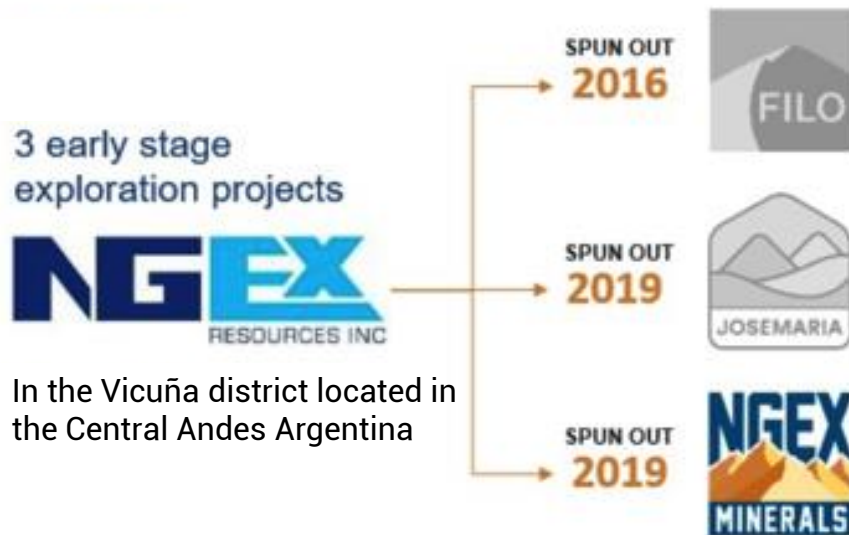 3 early stage
exploration projects
NGEX
RESOURCES INC
In the Vicuña district located in
the Central Andes Argentina
SPUN OUT
2016
FILO
SPUN OUT
2019
JOSEMARIA
SPUN OUT
2019
NGEX
MINERALS